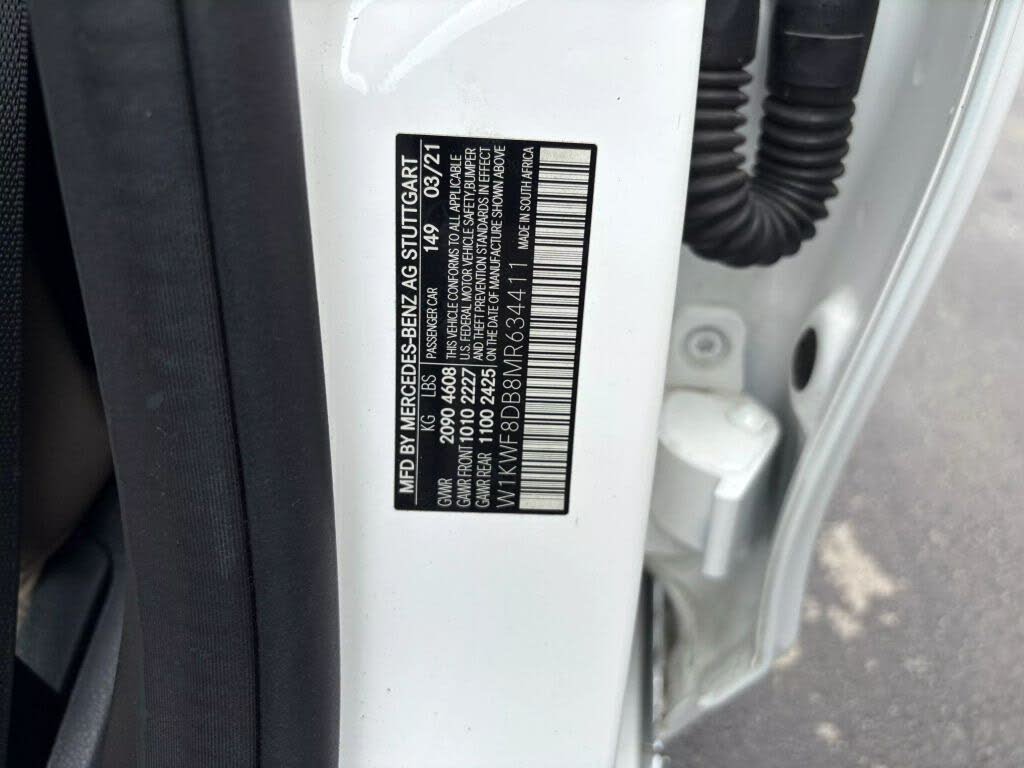 MFD BY MERCEDES-BENZ AG STUTTGART
KG LBS PASSENGER CAR 149 03/21
GVWR 2090 4608 THIS VEHICLE CONFORMS TO ALL APPLICABLE
GAWR FRONT 1010 2227 U.S. FEDERAL MOTOR VEHICLE SAFETY, BUMPER
GAWR REAR 1100 2425 AND THEFT PREVENTION STANDARDS IN EFFECT
ON THE DATE OF MANUFACTURE SHOWN ABOVE
W1KWF8DB8MR634411 MADE IN SOUTH AFRICA